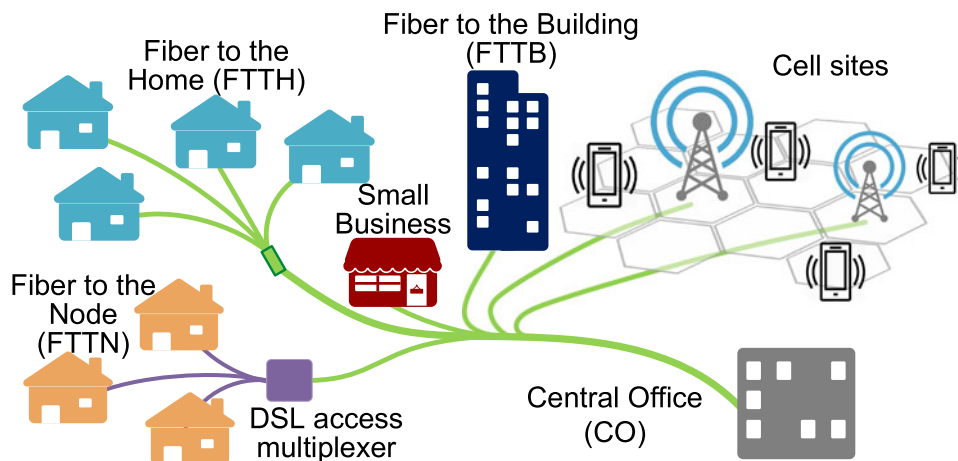 Fiber to the
Home (FTTH)
Fiber to the Building
(FTTB)
Cell sites
Small
Business
Fiber to the
Node
(FTTN)
DSL access
multiplexer
Central Office
(CO)